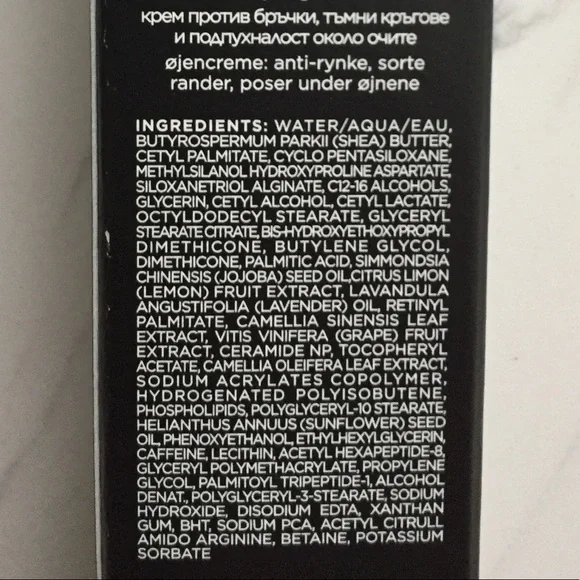 крем против бръчки, тъмни кръгове
и подпухналост около очите
øjencreme: anti-rynke, sorte
rander, poser under øjnene
INGREDIENTS: WATER/AQUA/EAU,
BUTYROSPERMUM PARKII (SHEA) BUTTER,
CETYL PALMITATE, CYCLO PENTASILOXANE,
METHYLSILANOL HYDROXYPROLINE ASPARTATE,
SILOXANETRIOL ALGINATE, C12-16 ALCOHOLS,
GLYCERIN, CETYL ALCOHOL, CETYL LACTATE,
OCTYLDODECYL STEARATE, GLYCERYL
STEARATE CITRATE, BIS-HYDROXYETHOXYPROPYL
DIMETHICONE, BUTYLENE GLYCOL,
DIMETHICONE, PALMITIC ACID, SIMMONDSIA
CHINENSIS (JOJOBA) SEED OIL,CITRUS LIMON
(LEMON) FRUIT EXTRACT, LAVANDULA
ANGUSTIFOLIA (LAVENDER) OIL, RETINYL
PALMITATE, CAMELLIA SINENSIS LEAF
EXTRACT, VITIS VINIFERA (GRAPE) FRUIT
EXTRACT, CERAMIDE NP, TOCOPHERYL
ACETATE, CAMELLIA OLEIFERA LEAF EXTRACT,
SODIUM ACRYLATES COPOLYMER,
HYDROGENATED POLYISOBUTENE,
PHOSPHOLIPIDS, POLYGLYCERYL-10 STEARATE,
HELIANTHUS ANNUUS (SUNFLOWER) SEED
OIL, PHENOXYETHANOL, ETHYLHEXYLGLYCERIN,
CAFFEINE, LECITHIN, ACETYL HEXAPEPTIDE-8,
GLYCERYL POLYMETHACRYLATE, PROPYLENE
GLYCOL, PALMITOYL TRIPEPTIDE-1, ALCOHOL
DENAT., POLYGLYCERYL-3-STEARATE, SODIUM
HYDROXIDE, DISODIUM EDTA, XANTHAN
GUM, BHT, SODIUM PCA, ACETYL CITRULL
AMIDO ARGININE, BETAINE, POTASSIUM
SORBATE